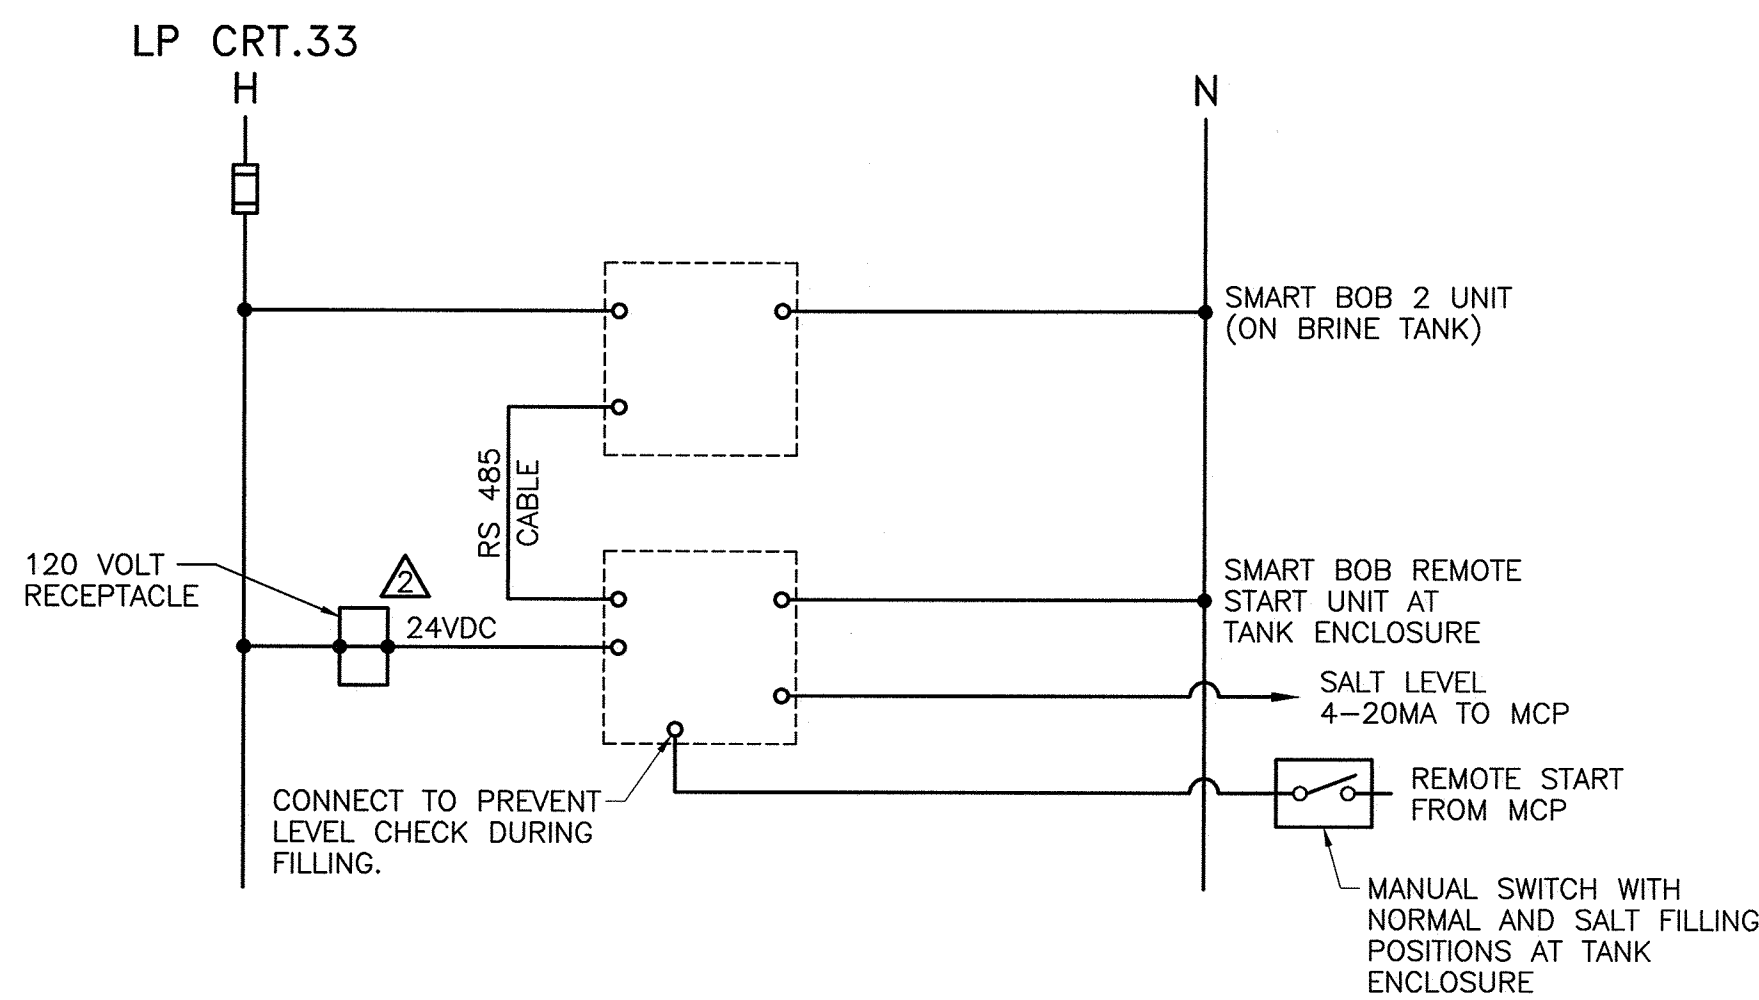 LP CRT.33
H
N
SMART BOB 2 UNIT
(ON BRINE TANK)
RS 485
CABLE
120 VOLT
RECEPTACLE
2
24VDC
SMART BOB REMOTE
START UNIT AT
TANK ENCLOSURE
SALT LEVEL
4-20MA TO MCP
CONNECT TO PREVENT
LEVEL CHECK DURING
FILLING.
REMOTE START
FROM MCP
MANUAL SWITCH WITH
NORMAL AND SALT FILLING
POSITIONS AT TANK
ENCLOSURE